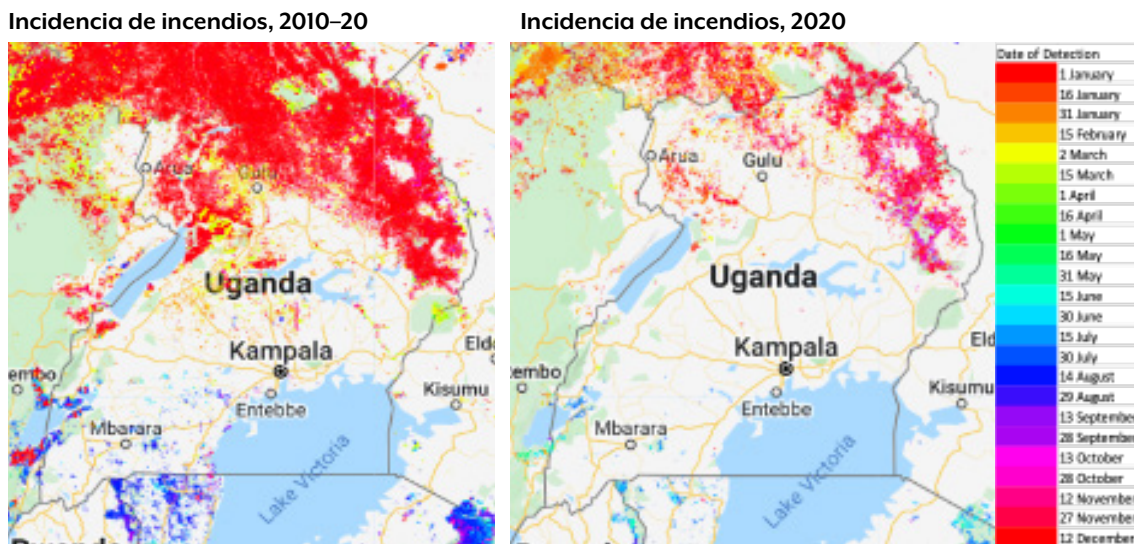 Incidencia de incendios, 2010–20
Incidencia de incendios, 2020
Arua
Gulu
Uganda
Kampala
Entebbe
Mbarara
Kisumu
Eld
embo
Lake Victoria
Arua
Gulu
Uganda
Kampala
Entebbe
Mbarara
Kisumu
Eld
embo
Lake Victoria
Date of Detection
1 January
16 January
31 January
15 February
2 March
15 March
1 April
16 April
1 May
16 May
31 May
15 June
30 June
15 July
30 July
14 August
29 August
13 September
28 September
13 October
28 October
12 November
27 November
12 December